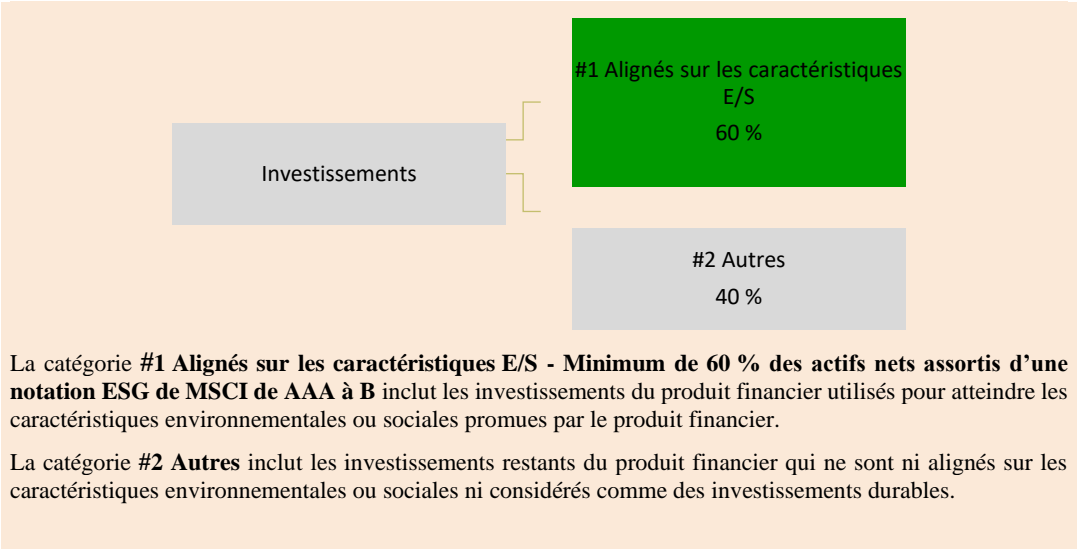 #1 Alignés sur les caractéristiques
E/S
60 %
Investissements
#2 Autres
40 %
La catégorie #1 Alignés sur les caractéristiques E/S - Minimum de 60 % des actifs nets assortis d’une
notation ESG de MSCI de AAA à B inclut les investissements du produit financier utilisés pour atteindre les
caractéristiques environnementales ou sociales promues par le produit financier.
La catégorie #2 Autres inclut les investissements restants du produit financier qui ne sont ni alignés sur les
caractéristiques environnementales ou sociales ni considérés comme des investissements durables.